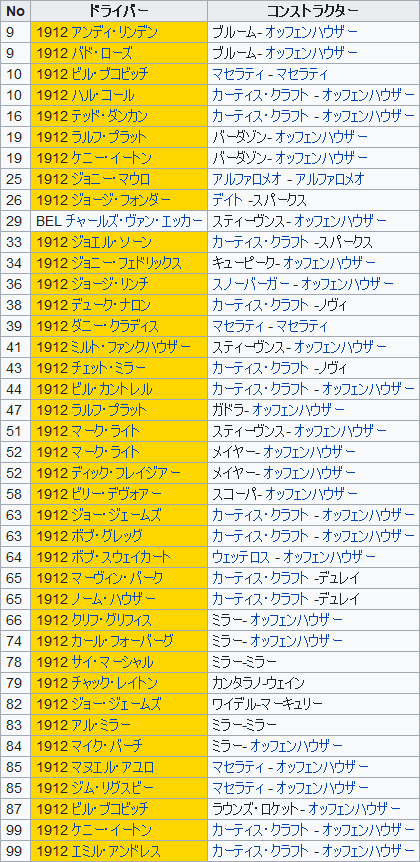 No ドライバー コンストラクター
9 1912 アンディ・リンデン ブルーム- オッフェンハウザー
9 1912 パド・ローズ ブルーム- オッフェンハウザー
10 1912 ビル・ブコビッチ マセラティ - マセラティ
10 1912 ハル・コール カーティス・クラフト - オッフェンハウザー
16 1912 テッド・ダンカン カーティス・クラフト - オッフェンハウザー
19 1912 ラルフ・プラット バーダゾン- オッフェンハウザー
19 1912 ケニー・イートン バーダゾン- オッフェンハウザー
25 1912 ジョニー・マウロ アルファロメオ - アルファロメオ
26 1912 ジョージ・フォンダー デイト -スパークス
29 BEL チャールズ・ヴァン・エッカー スティーヴンス- オッフェンハウザー
33 1912 ジョエル・ソーン カーティス・クラフト -スパークス
34 1912 ジョニー・フェドリックス キューピーク- オッフェンハウザー
36 1912 ジョージ・リンチ スノーバーガー - オッフェンハウザー
38 1912 デューク・ナロン カーティス・クラフト -ノヴィ
39 1912 ダニー・クラディス マセラティ - マセラティ
41 1912 ミルト・ファンクハウザー スティーヴンス- オッフェンハウザー
43 1912 チェット・ミラー カーティス・クラフト -ノヴィ
44 1912 ビル・カントレル カーティス・クラフト - オッフェンハウザー
47 1912 ラルフ・プラット ガドラ- オッフェンハウザー
51 1912 マーク・ライト スティーヴンス- オッフェンハウザー
52 1912 マーク・ライト メイヤー- オッフェンハウザー
52 1912 ディック・フレイジアー メイヤー- オッフェンハウザー
58 1912 ビリー・デヴォアー スコーパ- オッフェンハウザー
63 1912 ジョー・ジェームズ カーティス・クラフト - オッフェンハウザー
63 1912 ボブ・グレッグ カーティス・クラフト - オッフェンハウザー
64 1912 ボブ・スウェイカート ウェッテロス - オッフェンハウザー
65 1912 マーヴィン・バーク カーティス・クラフト -デュレイ
65 1912 ノーム・ハウザー カーティス・クラフト -デュレイ
66 1912 クリフ・グリフィス ミラー- オッフェンハウザー
74 1912 カール・フォーバーグ ミラー- オッフェンハウザー
78 1912 サイ・マーシャル ミラー-ミラー
79 1912 チャック・レイトン カンタラノ-ウェイン
82 1912 ジョー・ジェームズ ワイデル-マーキュリー
83 1912 アル・ミラー ミラー-ミラー
84 1912 マイク・バーチ ミラー- オッフェンハウザー
85 1912 マヌエル・アユロ マセラティ - オッフェンハウザー
85 1912 ジム・リグスビー マセラティ - オッフェンハウザー
87 1912 ビル・ブコビッチ ラウンズ・ロケット- オッフェンハウザー
99 1912 ケニー・イートン カーティス・クラフト - オッフェンハウザー
99 1912 エミル・アンドレス カーティス・クラフト - オッフェンハウザー